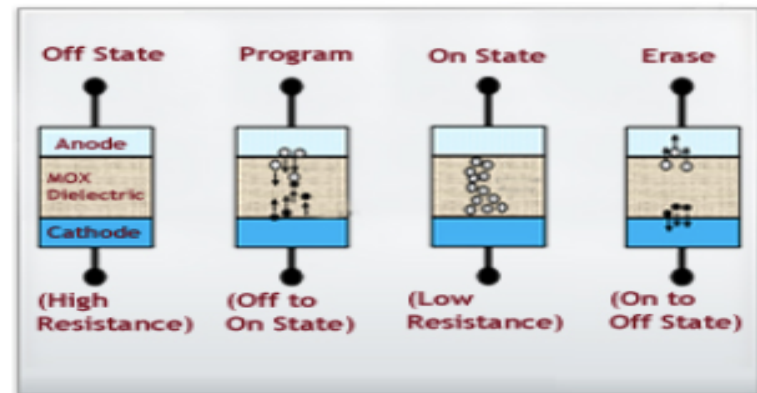 Off State
Program
On State
Erase
Anode
MOX
Dielectric
Cathode
(High
Resistance)
(Off to
On State)
(Low
Resistance)
(On to
Off State)